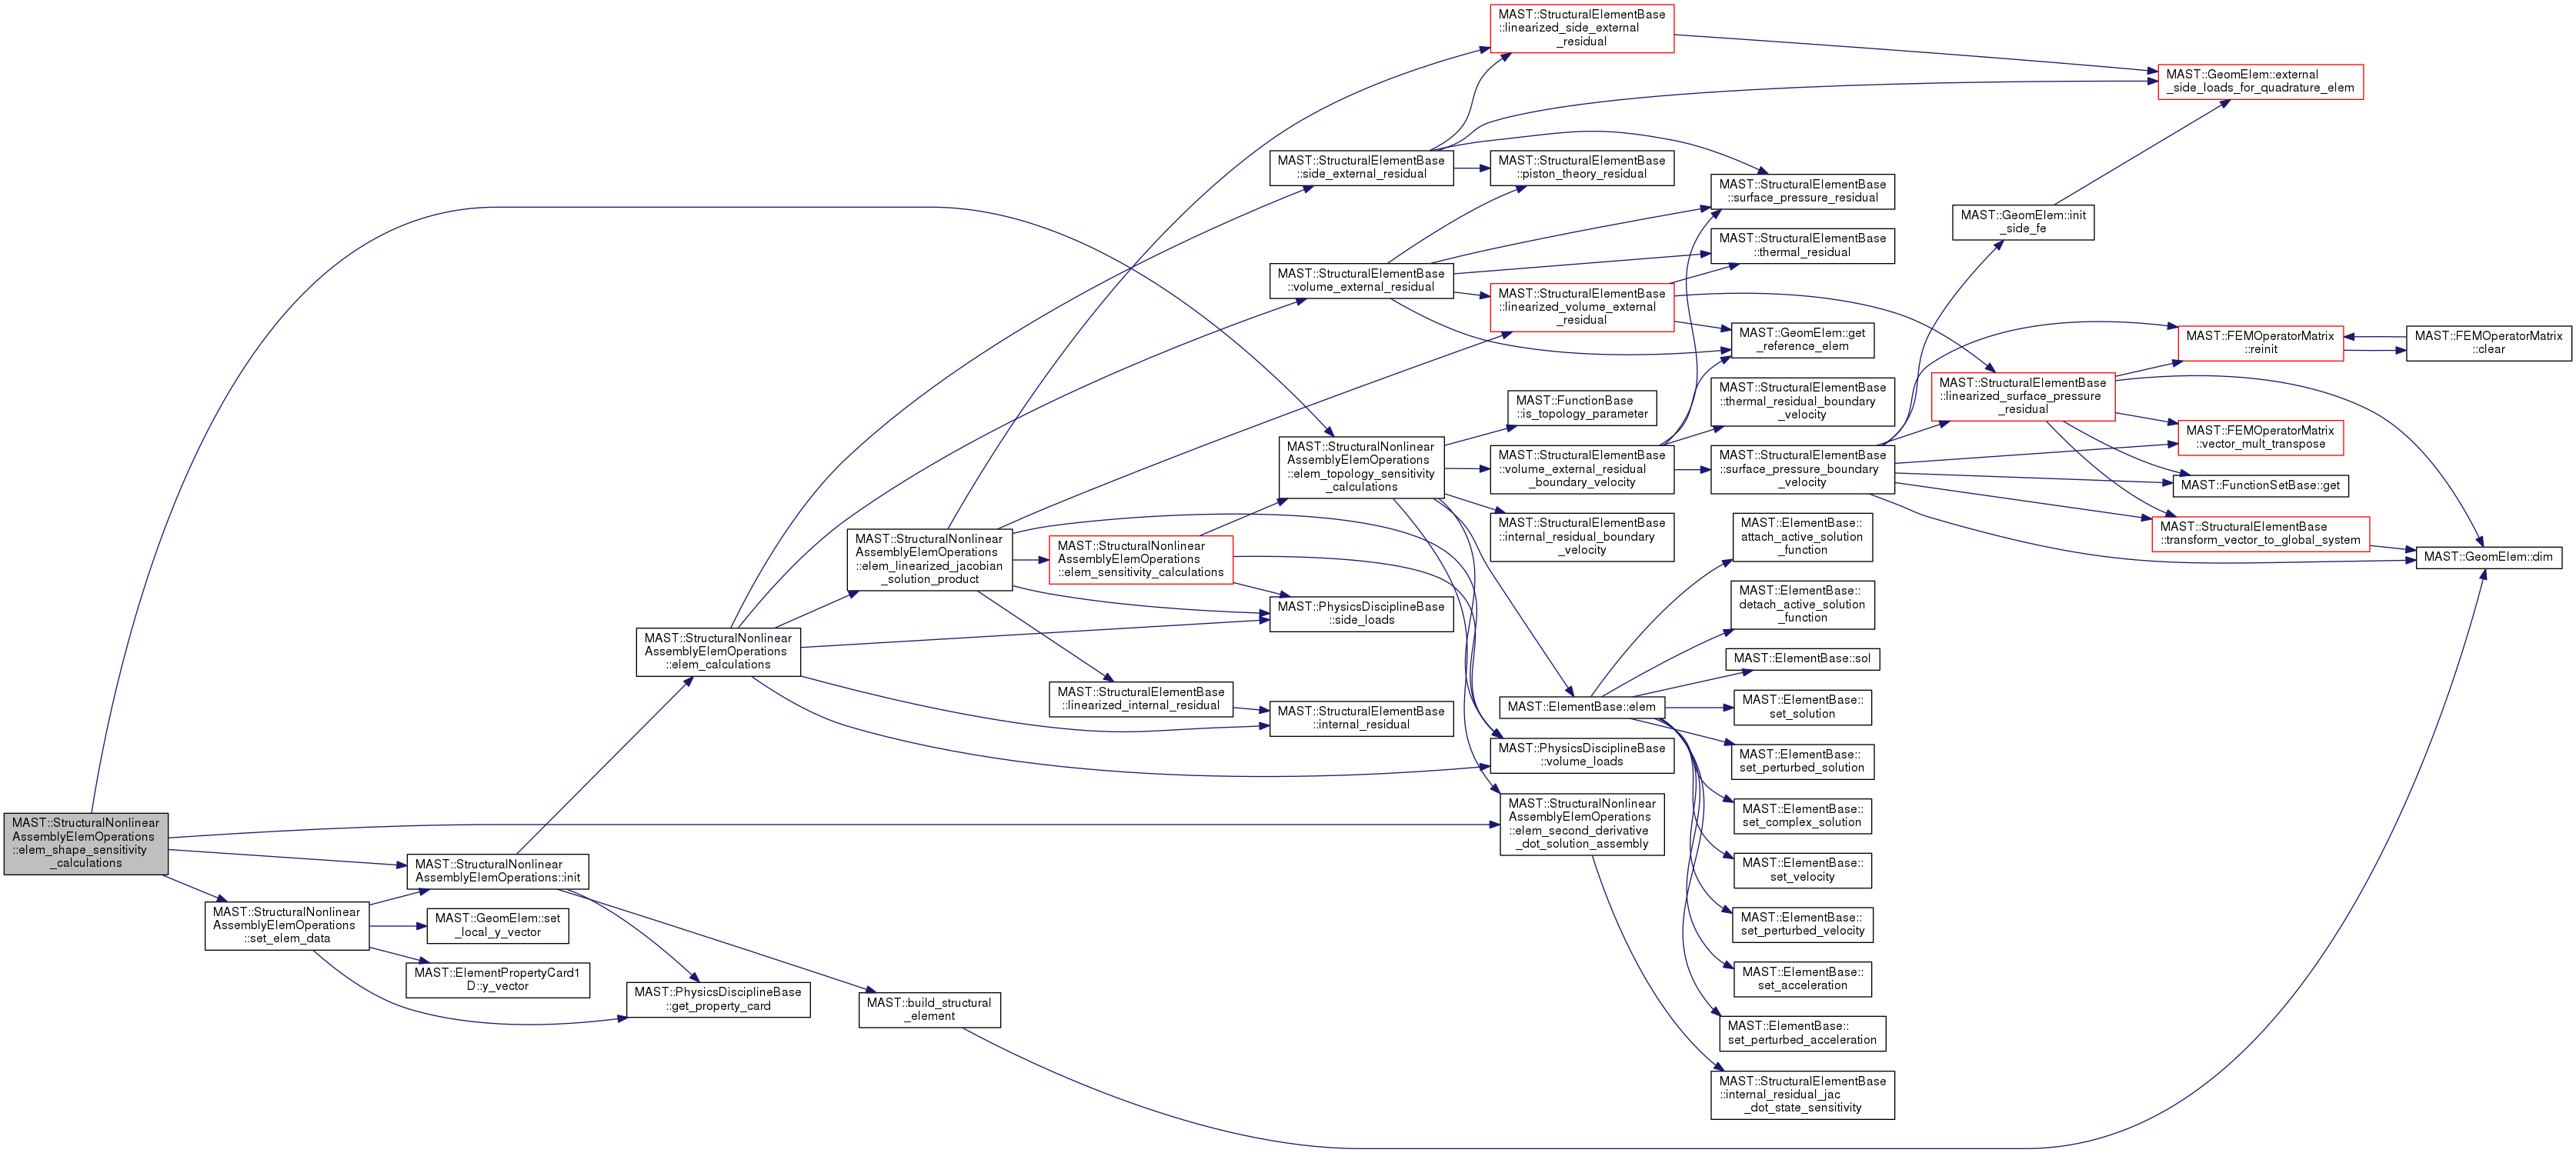 MAST::StructuralNonlinear
AssemblyElemOperations
::elem_shape_sensitivity
_calculations
MAST::StructuralNonlinear
AssemblyElemOperations::init
MAST::StructuralNonlinear
AssemblyElemOperations
::set_elem_data
MAST::GeomElem::set
_local_y_vector
MAST::ElementPropertyCard1
D::y_vector
MAST::StructuralNonlinear
AssemblyElemOperations
::elem_calculations
MAST::PhysicsDisciplineBase
::get_property_card
MAST::StructuralNonlinear
AssemblyElemOperations
::elem_linearized_jacobian
_solution_product
MAST::build_structural
_element
MAST::StructuralNonlinear
AssemblyElemOperations
::elem_sensitivity_calculations
MAST::StructuralElementBase
::linearized_internal_residual
MAST::StructuralElementBase
::side_external_residual
MAST::StructuralElementBase
::volume_external_residual
MAST::StructuralNonlinear
AssemblyElemOperations
::elem_topology_sensitivity
_calculations
MAST::PhysicsDisciplineBase
::side_loads
MAST::StructuralElementBase
::internal_residual
MAST::StructuralElementBase
::linearized_side_external
_residual
MAST::StructuralElementBase
::piston_theory_residual
MAST::StructuralElementBase
::linearized_volume_external
_residual
MAST::FunctionBase
::is_topology_parameter
MAST::StructuralElementBase
::volume_external_residual
_boundary_velocity
MAST::StructuralElementBase
::internal_residual_boundary
_velocity
MAST::ElementBase::elem
MAST::PhysicsDisciplineBase
::volume_loads
MAST::StructuralNonlinear
AssemblyElemOperations
::elem_second_derivative
_dot_solution_assembly
MAST::StructuralElementBase
::surface_pressure_residual
MAST::StructuralElementBase
::thermal_residual
MAST::GeomElem::get
_reference_elem
MAST::StructuralElementBase
::thermal_residual_boundary
_velocity
MAST::StructuralElementBase
::surface_pressure_boundary
_velocity
MAST::ElementBase::
attach_active_solution
_function
MAST::ElementBase::
detach_active_solution
_function
MAST::ElementBase::sol
MAST::ElementBase::
set_solution
MAST::ElementBase::
set_perturbed_solution
MAST::ElementBase::
set_complex_solution
MAST::ElementBase::
set_velocity
MAST::ElementBase::
set_perturbed_velocity
MAST::ElementBase::
set_acceleration
MAST::ElementBase::
set_perturbed_acceleration
MAST::StructuralElementBase
::internal_residual_jac
_dot_state_sensitivity
MAST::GeomElem::init
_side_fe
MAST::StructuralElementBase
::linearized_surface_pressure
_residual
MAST::GeomElem::external
_side_loads_for_quadrature_elem
MAST::FEMOperatorMatrix
::reinit
MAST::FEMOperatorMatrix
::vector_mult_transpose
MAST::FunctionSetBase::get
MAST::StructuralElementBase
::transform_vector_to_global_system
MAST::GeomElem::dim
MAST::FEMOperatorMatrix
::clear